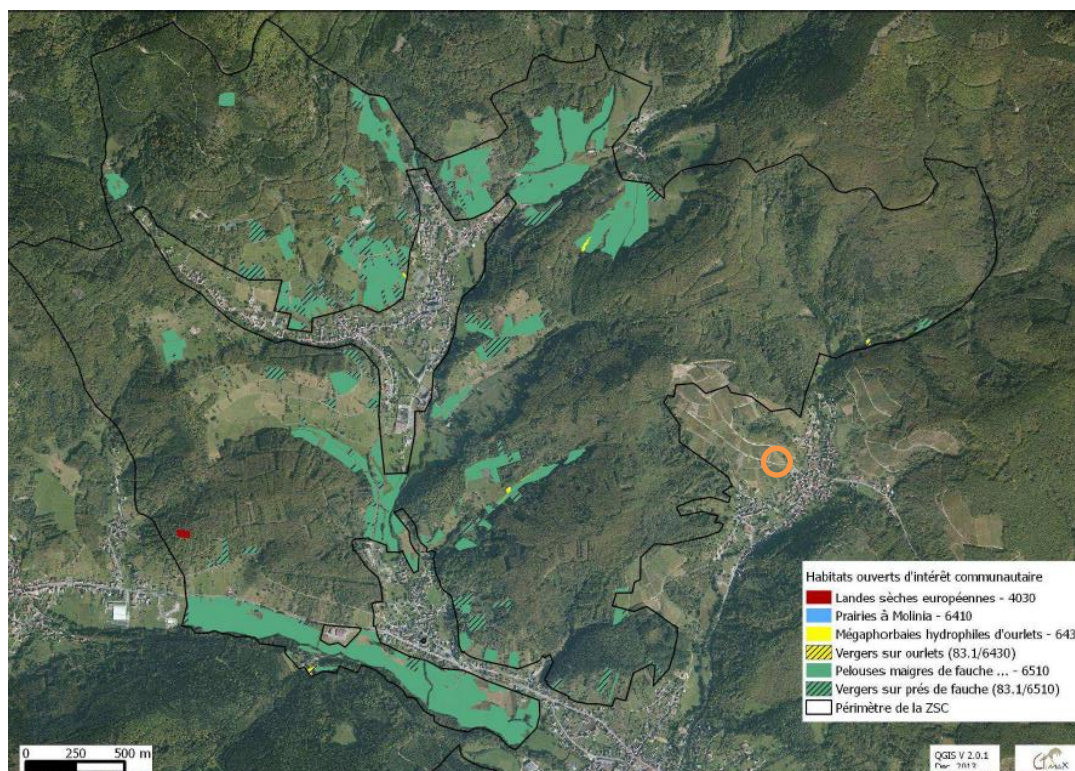 Habitats ouverts d'intérêt communautaire
Landes sèches européennes - 4030
Prairies à Molinia - 6410
Mégaphorbaies hydrophiles d'ourlets - 643
Vergers sur ourlets (83.1/6430)
Pelouses maigres de fauche ... - 6510
Vergers sur prés de fauche (83.1/6510)
Périmètre de la ZSC
0 250 500 m
QGIS V 2.0.1
Dec. 2013